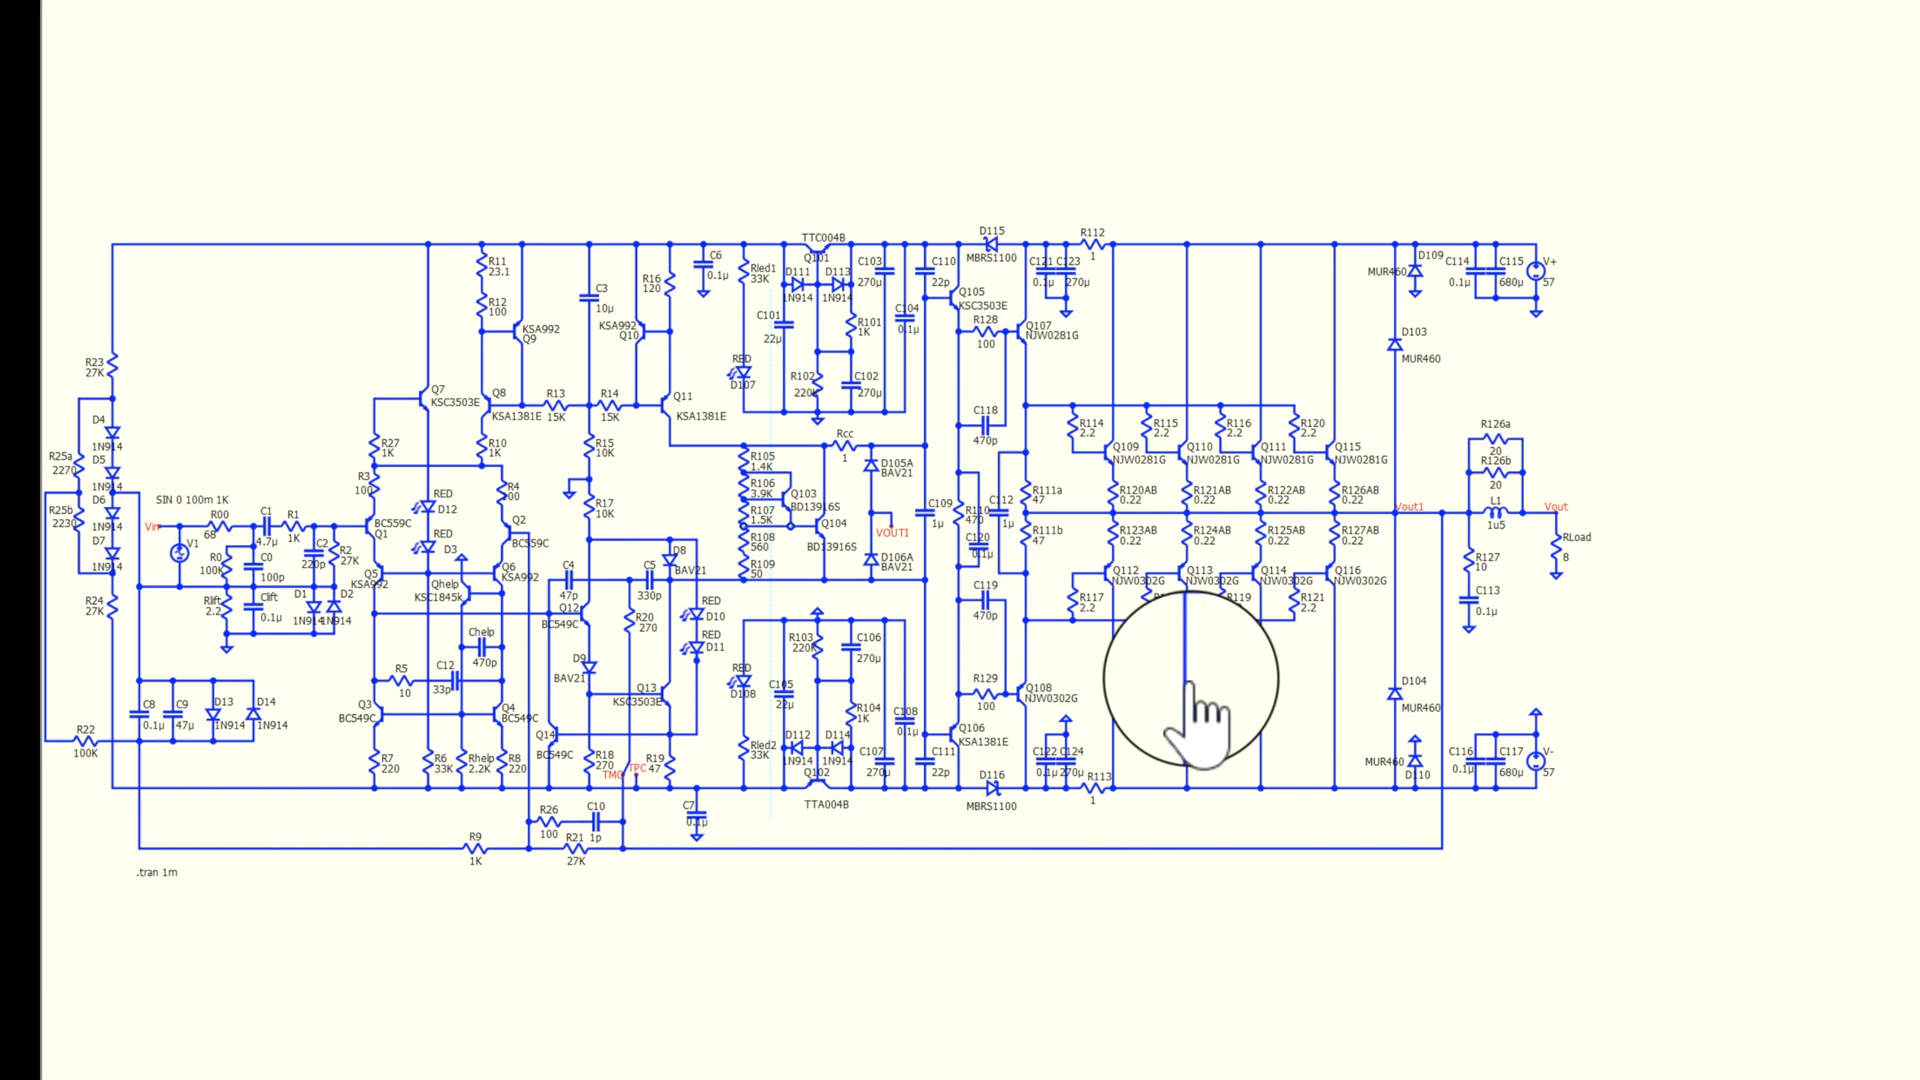 TTC004B
D115
R112
Q101
MBRS1100
1
R11
23.1
R12
100
C3
10µ
R16
120
C6
0.1µ
Rled1
33K
D111
1N914
D113
1N914
C103
270µ
C110
22p
C121
0.1µ
C123
270µ
MUR460
D109
C114
0.1µ
C115
680µ
V+
57
KSA992
Q9
KSA992
Q10
C101
22µ
R101
1K
C104
0.1µ
Q105
KSC3503E
R128
100
Q107
NJW0281G
D103
MUR460
R23
27K
RED
D107
R102
220K
C102
270µ
Q7
KSC3503E
Q8
KSA1381E
R13
15K
R14
15K
Q11
KSA1381E
D4
1N914
R27
1K
R10
1K
R15
10K
Rcc
1
C118
470p
R114
2.2
R115
2.2
R116
2.2
R120
2.2
R126a
20
R126b
20
R25a
2270
D5
1N914
R3
100
R4
100
RED
D12
R17
10K
R105
1.4K
R106
3.9K
R107
1.5K
R108
560
R109
50
Q103
BD13916S
Q104
BD13916S
D105A
BAV21
VOUTI
D106A
BAV21
Q109
NJW0281G
Q110
NJW0281G
Q111
NJW0281G
Q115
NJW0281G
D6
1N914
SIN 0 100m 1K
R25b
2230
Vin
R00
68
C1
4.7µ
R1
1K
BC559C
Q1
Q2
BC559C
C109
1µ
R110
470
C112
1µ
R111a
47
R120AB
0.22
R121AB
0.22
R122AB
0.22
R126AB
0.22
Vout1
L1
1u5
Vout
D7
1N914
V1
R0
100K
C0
100p
C2
220p
R2
27K
RED
D3
D8
BAV21
C120
0.1µ
R111b
47
R123AB
0.22
R124AB
0.22
R125AB
0.22
R127AB
0.22
R127
10
RLoad
8
Q5
KSA992
Qhelp
KSC1845k
Q6
KSA992
C4
47p
C5
330p
Q112
NJW0302G
Q113
NJW0302G
Q114
NJW0302G
Q116
NJW0302G
R24
27K
Rlift
2.2
Clift
0.1µ
D1
1N914
D2
1N914
Q12
BC549C
R20
270
RED
D10
C119
470p
R117
2.2
R119
R121
2.2
C113
0.1µ
Chelp
470p
RED
D11
R103
220K
C106
270µ
R5
10
C12
33p
D9
BAV21
Q13
KSC3503E
RED
D108
C105
22µ
R129
100
Q108
NJW0302G
D104
MUR460
C8
0.1µ
C9
47µ
D13
1N914
D14
1N914
Q3
BC549C
Q4
BC549C
Q14
BC549C
R104
1K
C108
0.1µ
Q106
KSA1381E
R22
100K
R7
220
R6
33K
Rhelp
2.2K
R8
220
R18
270
TMC
TPC
R19
47
Rled2
33K
D112
1N914
D114
1N914
C107
270µ
C111
22p
C122
0.1µ
C124
270µ
R113
1
MUR460
D110
C116
0.1µ
C117
680µ
V-
57
Q102
TTA004B
D116
MBRS1100
R26
100
C10
1p
C7
0.1µ
R9
1K
R21
27K
.tran 1m